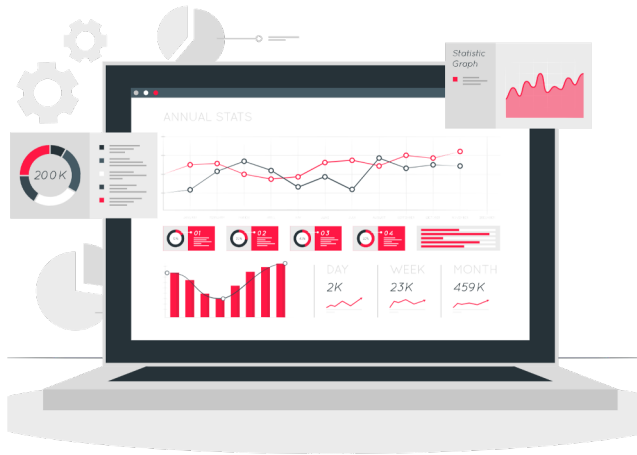 Statistic
Graph
ANNUAL STATS
200K
01
02
03
04
DAY
WEEK
MONTH
2K
23K
459K